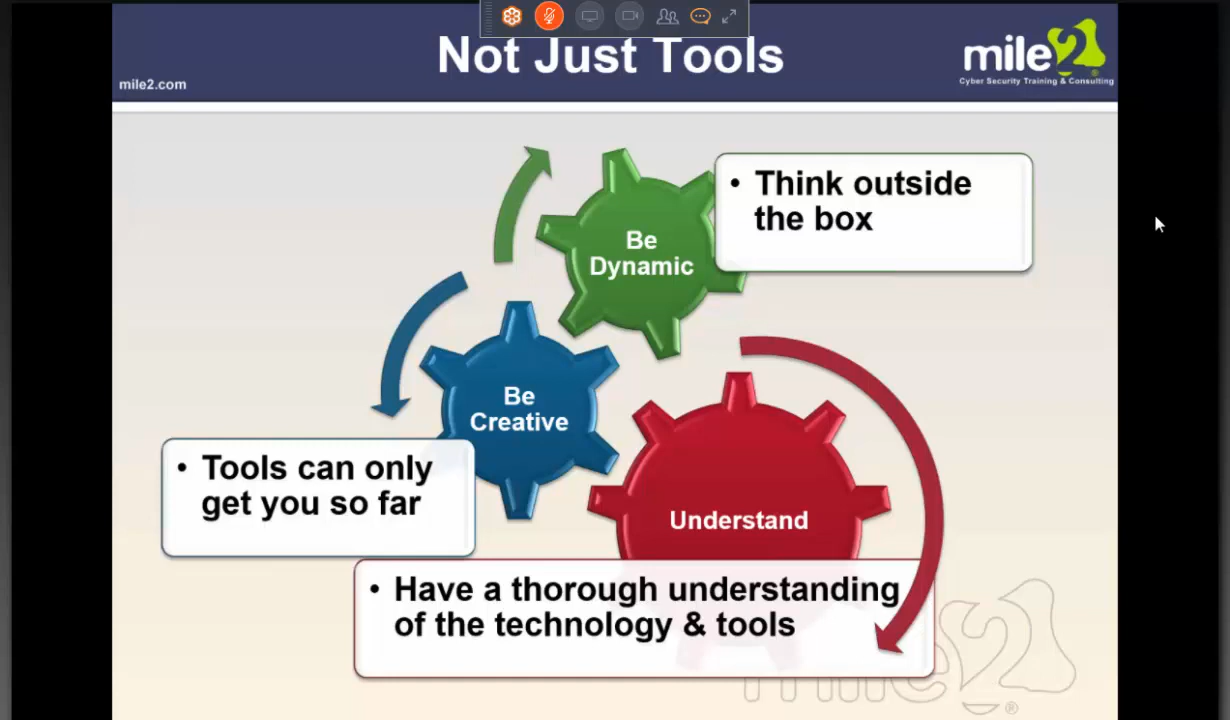 Not Just Tools
mile2.com
mile2
®
Cyber Security Training & Consulting
Be
Dynamic
• Think outside
the box
Be
Creative
• Tools can only
get you so far
Understand
• Have a thorough understanding
of the technology & tools
mile2
®